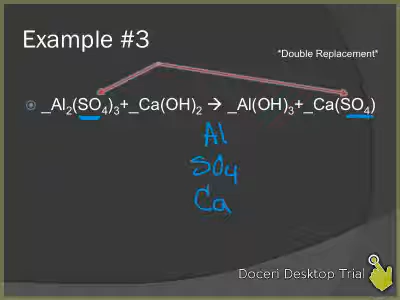 Example #3
*Double Replacement*
_Al₂(SO₄)₃+_Ca(OH)₂ → _Al(OH)₃+_Ca(SO₄)
Al
SO₄
Ca
Doceri Desktop Trial